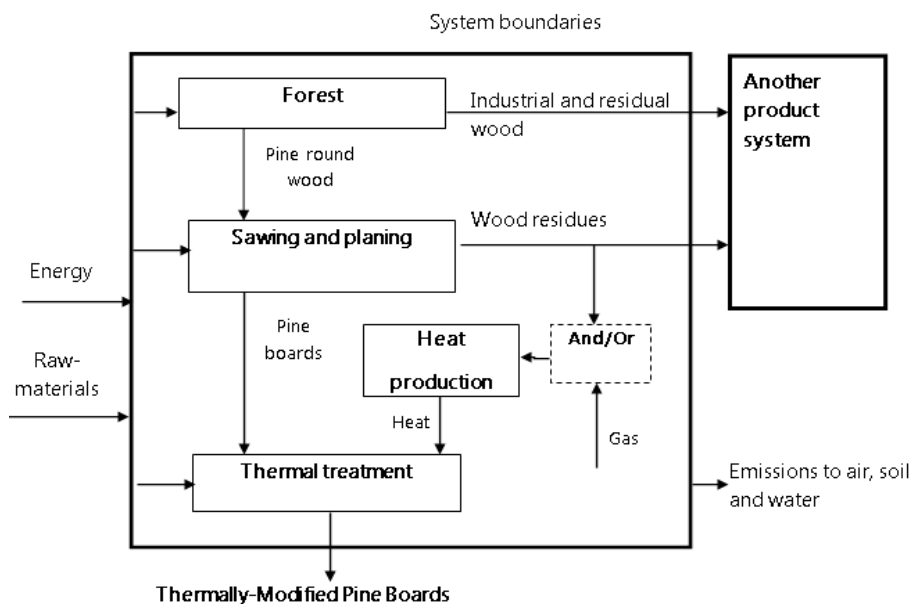 System boundaries
Forest
Industrial and residual
wood
Another
product
system
Pine round
wood
Sawing and planing
Wood residues
Energy
Raw-
materials
Pine
boards
Heat
production
And/Or
Heat
Gas
Thermal treatment
Emissions to air, soil
and water
Thermally-Modified Pine Boards